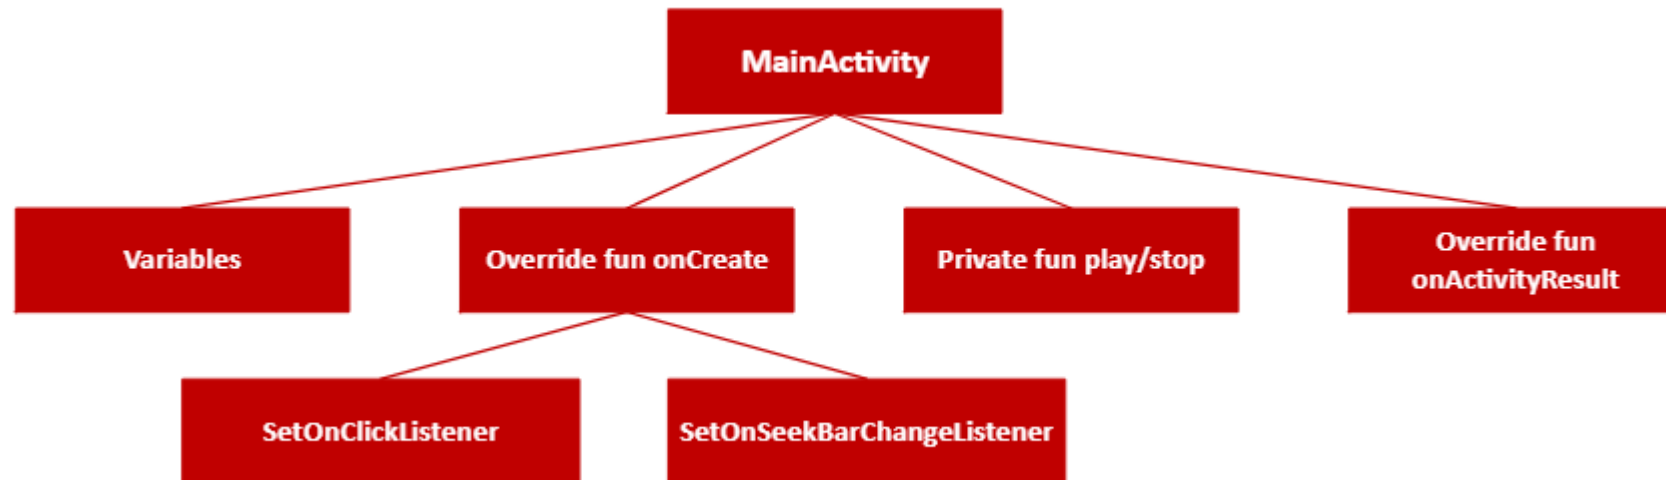 MainActivity
Variables
Override fun onCreate
Private fun play/stop
Override fun
onActivityResult
SetOnClickListener
SetOnSeekBarChangeListener